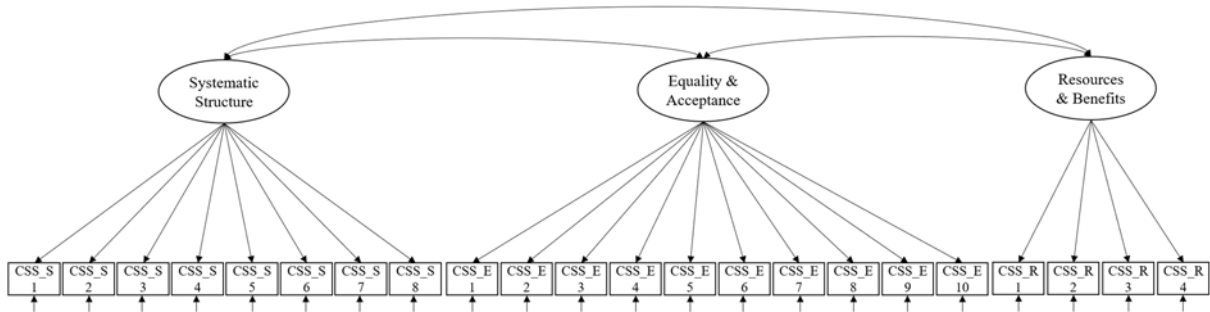 Systematic
Structure
Equality &
Acceptance
Resources
& Benefits
CSS_S
1
CSS_S
2
CSS_S
3
CSS_S
4
CSS_S
5
CSS_S
6
CSS_S
7
CSS_S
8
CSS_E
1
CSS_E
2
CSS_E
3
CSS_E
4
CSS_E
5
CSS_E
6
CSS_E
7
CSS_E
8
CSS_E
9
CSS_E
10
CSS_R
1
CSS_R
2
CSS_R
3
CSS_R
4